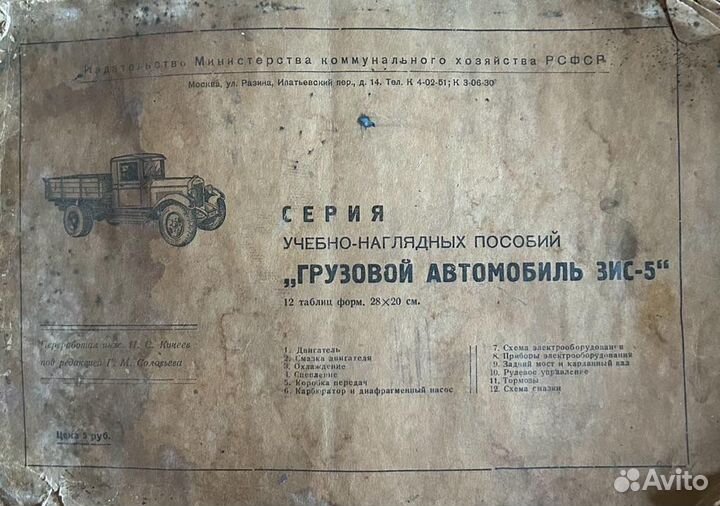 Издательство Министерства коммунального хозяйства РСФСР
Москва, ул. Разина, Ипатьевский пер., д. 14. Тел. К 4-02-51; К 3-06-30
СЕРИЯ
УЧЕБНО-НАГЛЯДНЫХ ПОСОБИЙ
„ГРУЗОВОЙ АВТОМОБИЛЬ ЗИС-5“
12 таблиц форм. 28×20 см.
Переработал инж. П. С. Кичеев
под редакцией Г. М. Соловьева
1. Двигатель
2. Смазка двигателя
3. Охлаждение
4. Сцепление
5. Коробка передач
6. Карбюратор и диафрагменный насос
7. Схема электрооборудования
8. Приборы электрооборудования
9. Задний мост и карданный вал
10. Рулевое управление
11. Тормозы
12. Схема смазки
Цена 5 руб.
Avito